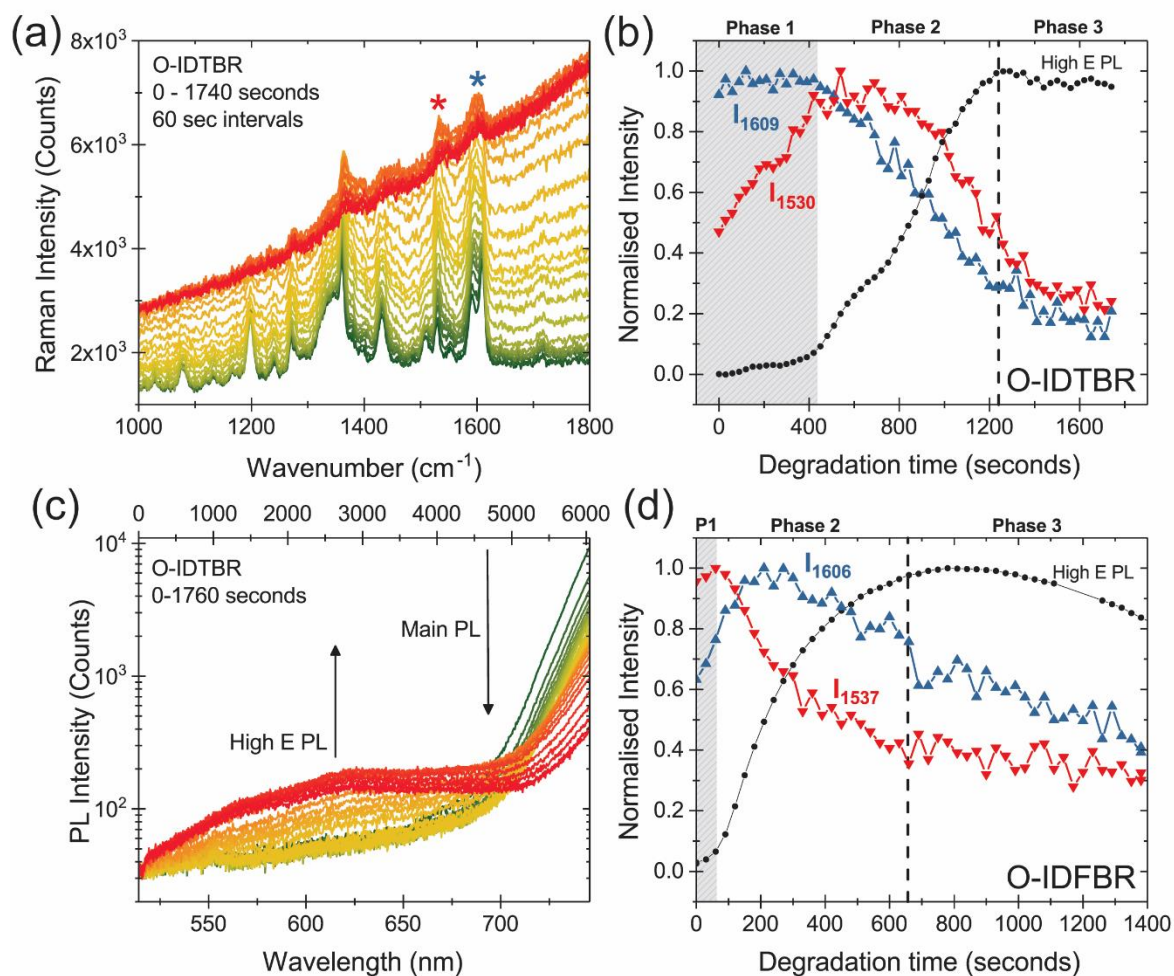 (a)
8x10³
6x10³
4x10³
2x10³
Raman Intensity (Counts)
O-IDTBR
0 - 1740 seconds
60 sec intervals
*
*
1000 1200 1400 1600 1800
Wavenumber (cm⁻¹)
(b)
Phase 1 Phase 2 Phase 3
High E PL
1.0
0.8
0.6
0.4
0.2
0.0
Normalised Intensity
I₁₆₀₉
I₁₅₃₀
O-IDTBR
0 400 800 1200 1600
Degradation time (seconds)
(c)
0 1000 2000 3000 4000 5000 6000
10⁴
10³
10²
PL Intensity (Counts)
O-IDTBR
0-1760 seconds
Main PL
High E PL
550 600 650 700
Wavelength (nm)
(d)
P1 Phase 2 Phase 3
High E PL
1.0
0.8
0.6
0.4
0.2
0.0
Normalised Intensity
I₁₆₀₆
I₁₅₃₇
O-IDFBR
0 200 400 600 800 1000 1200 1400
Degradation time (seconds)